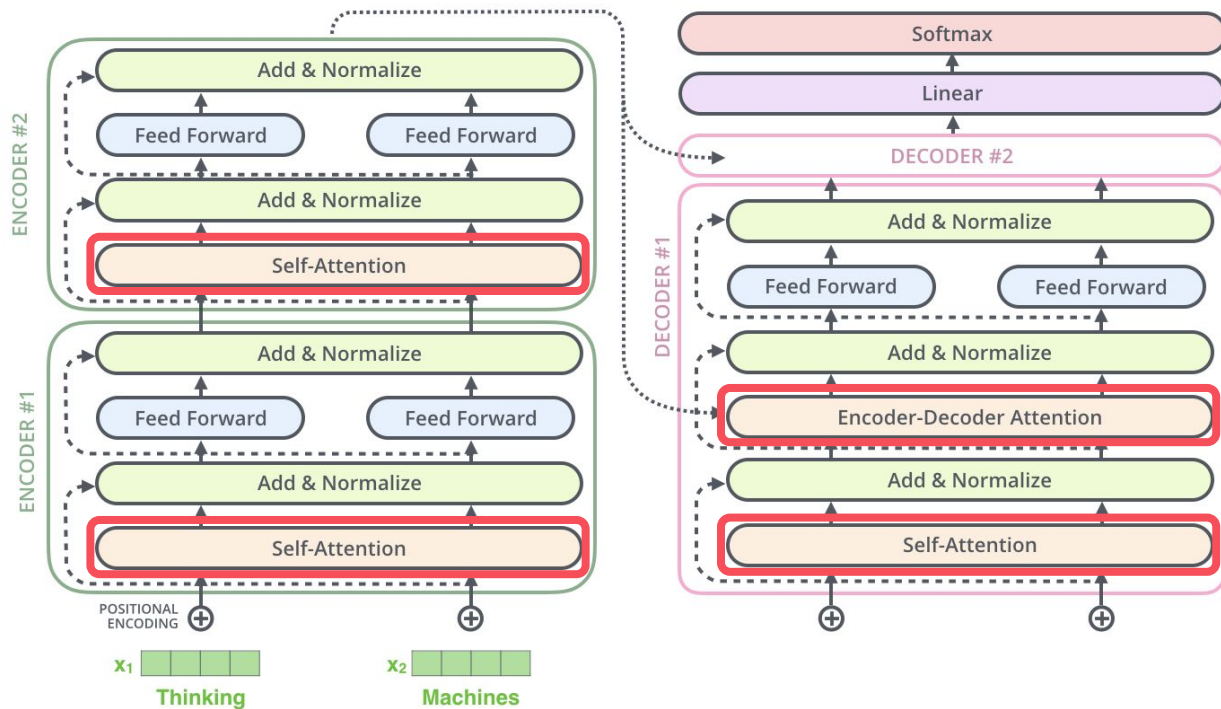 ENCODER #2
Add & Normalize
Feed Forward
Feed Forward
Add & Normalize
Self-Attention
ENCODER #1
Add & Normalize
Feed Forward
Feed Forward
Add & Normalize
Self-Attention
POSITIONAL
ENCODING
x1
x2
Thinking
Machines
Softmax
Linear
DECODER #2
DECODER #1
Add & Normalize
Feed Forward
Feed Forward
Add & Normalize
Encoder-Decoder Attention
Add & Normalize
Self-Attention